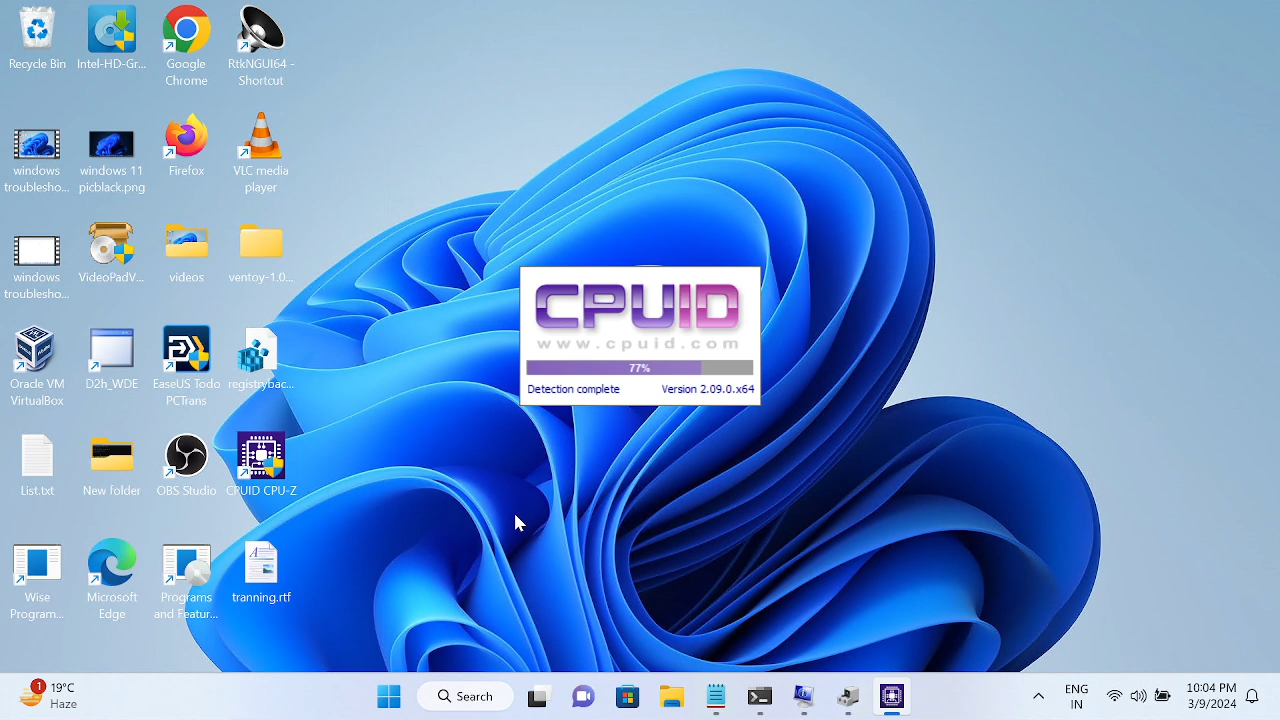 Recycle Bin
Intel-HD-Gr...
Google
Chrome
RtkNGUI64 -
Shortcut
windows
troublesho...
windows 11
picblack.png
Firefox
VLC media
player
windows
troublesho...
VideoPadV...
videos
ventoy-1.0...
Oracle VM
VirtualBox
D2h_WDE
EaseUS Todo
PCTrans
registrybac...
List.txt
New folder
OBS Studio
CPUID CPU-Z
Wise
Program...
Microsoft
Edge
Programs
and Featur...
tranning.rtf
CPUID
www.cpuid.com
77%
Detection complete
Version 2.09.0.x64
1
19°C
Haze
Search
ENG
IN
10:04 PM
3/9/2024